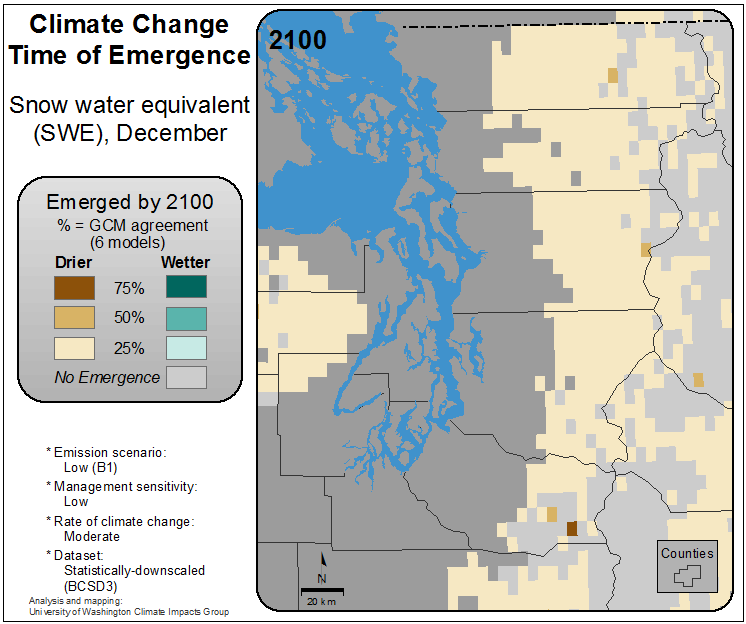 Climate Change
Time of Emergence
Snow water equivalent
(SWE), December
Emerged by 2100
% = GCM agreement
(6 models)
Drier Wetter
75%
50%
25%
No Emergence
* Emission scenario:
Low (B1)
* Management sensitivity:
Low
* Rate of climate change:
Moderate
* Dataset:
Statistically-downscaled
(BCSD3)
Analysis and mapping:
University of Washington Climate Impacts Group
2100
N
20 km
Counties